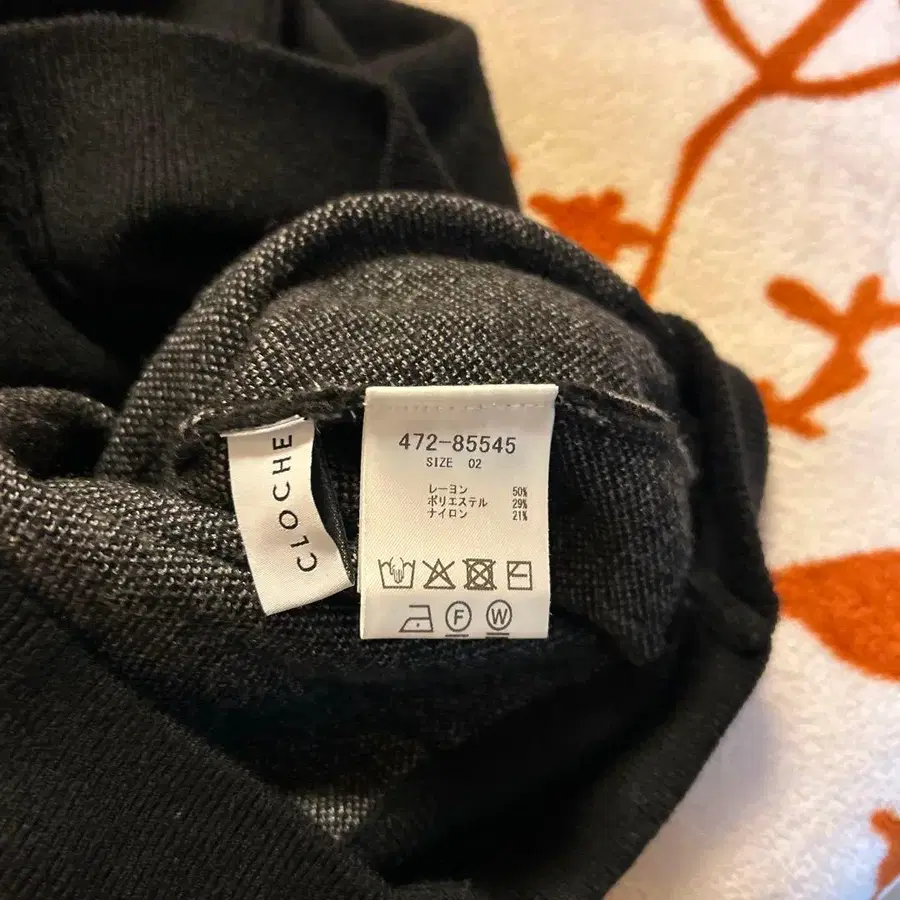 CLOCHE
472-85545
SIZE 02
レーヨン 50%
ポリエステル 29%
ナイロン 21%
F W